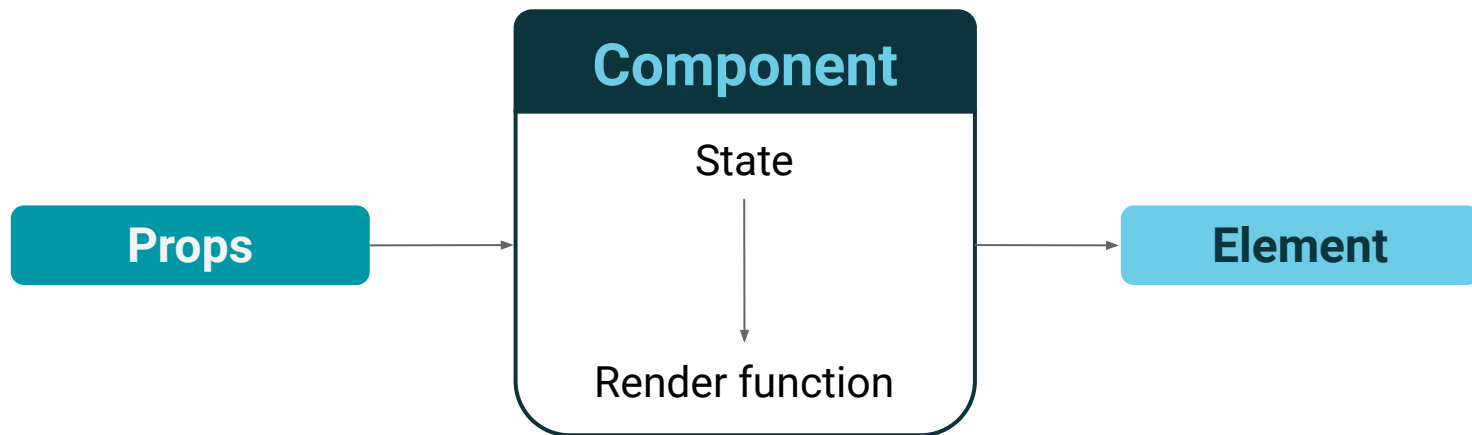 Component
State
Props
Element
Render function